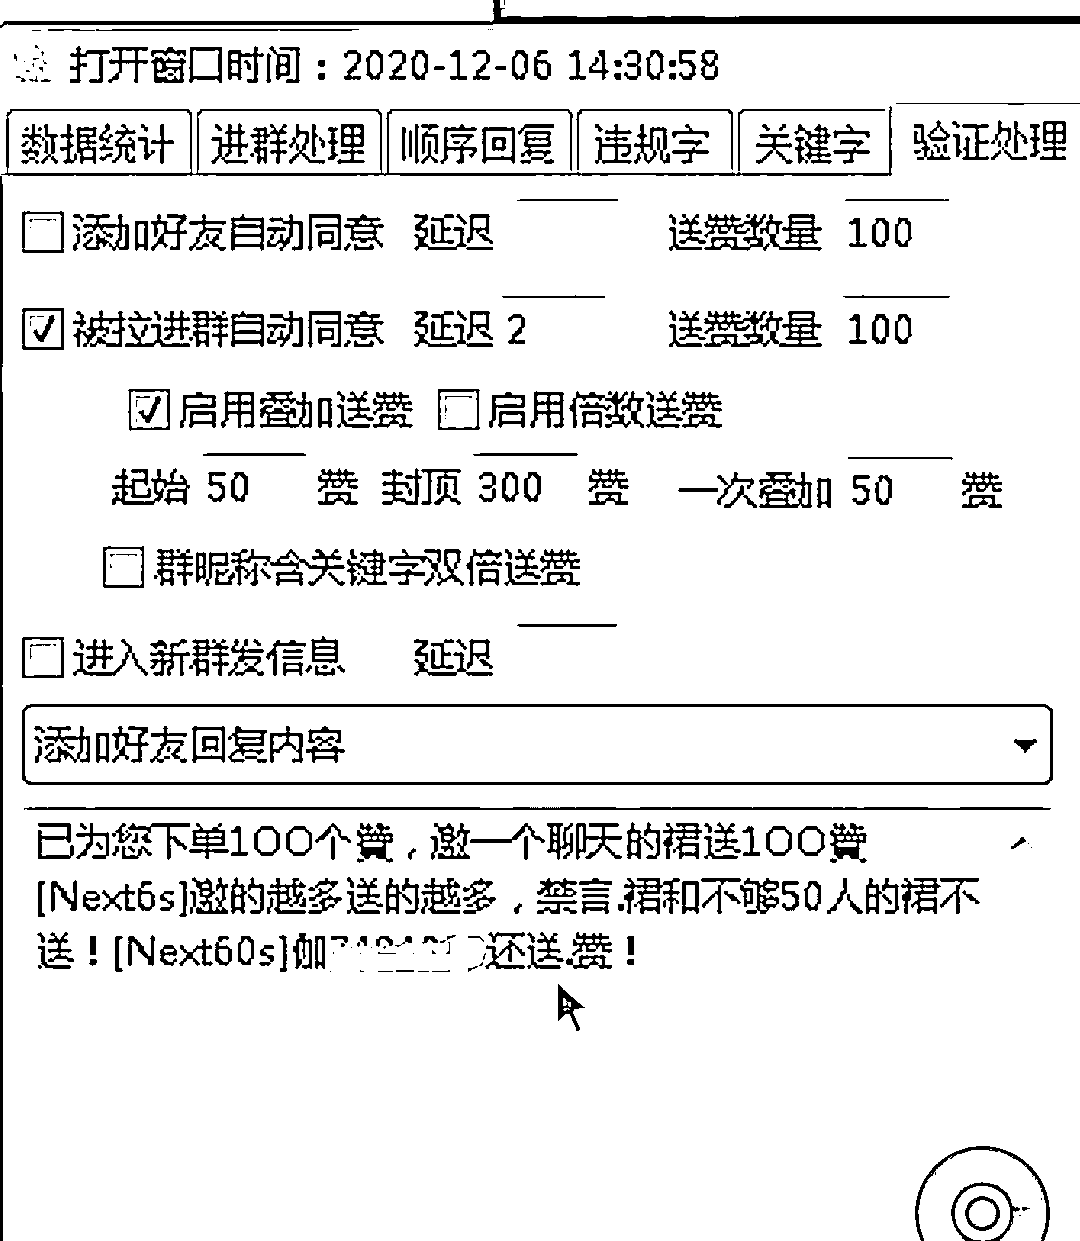 打开窗口时间：2020-12-06 14:30:58
数据统计 进群处理 顺序回复 违规字 关键字 验证处理
添加好友自动同意 延迟 送赞数量 100
被拉进群自动同意 延迟 2 送赞数量 100
启用叠加送赞 启用倍数送赞
起始 50 赞 封顶 300 赞 一次叠加 50 赞
群昵称含关键字双倍送赞
进入新群发信息 延迟
添加好友回复内容
已为您下单1OO个贊，邀一个聊天的裙送1OO贊
[Next6s]邀的越多送的越多，禁言.裙和不够50人的裙不
送！[Next60s]伽 还送.赞！